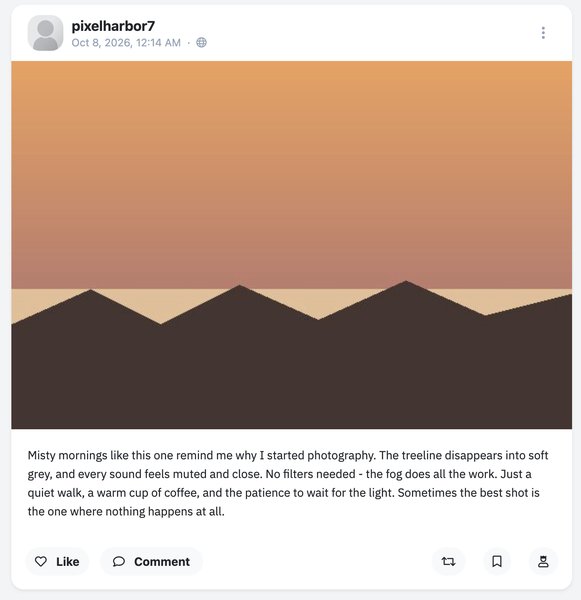 pixelharbor7
Oct 8, 2026, 12:14 AM ·
Misty mornings like this one remind me why I started photography. The treeline disappears into soft
grey, and every sound feels muted and close. No filters needed - the fog does all the work. Just a
quiet walk, a warm cup of coffee, and the patience to wait for the light. Sometimes the best shot is
the one where nothing happens at all.
Like Comment